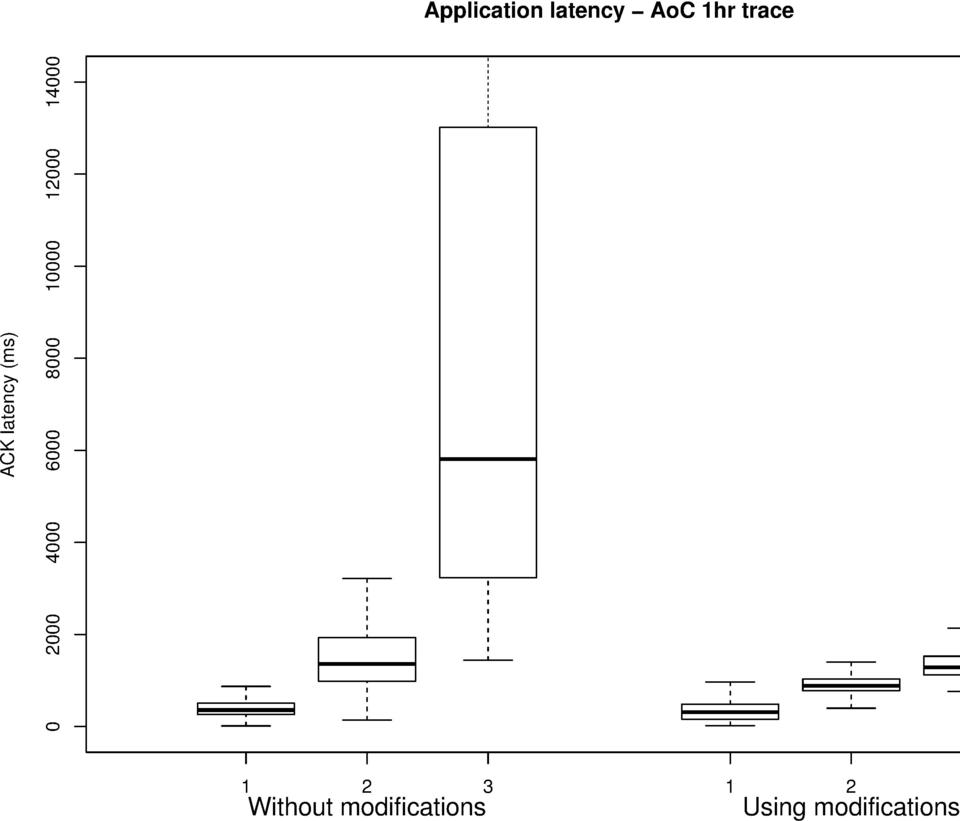 Application latency – AoC 1hr trace
14000
12000
10000
8000
6000
4000
2000
0
ACK latency (ms)
1 2 3 1 2
Without modifications Using modifications